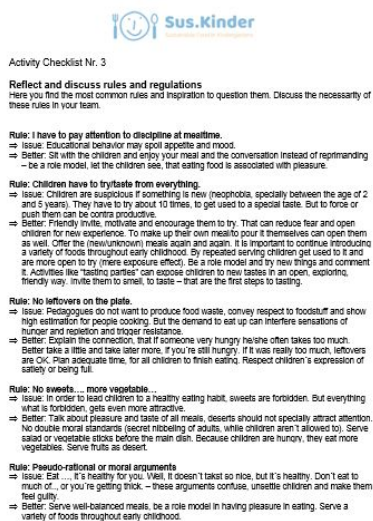 Sus.Kinder
Activity Checklist Nr. 3
Reflect and discuss rules and regulations
Here you find the most common rules and inspiration to question them. Discuss the necessarity of
these rules in your team.
Rule: I have to pay attention to discipline at mealtime.
⇒ Issue: Educational behavior may spoil appetite and mood.
⇒ Better: Sit with the children and enjoy your meal and the conversation instead of reprimanding
– be a role model, let the children see, that eating food is associated with pleasure.
Rule: Children have to try/taste from everything.
⇒ Issue: Children are suspicious if something is new (neophobia, specially between the age of 2
and 5 years). They have to try about 10 times, to get used to a special taste. But to force or
push them can be contra productive.
⇒ Better: Friendly invite, motivate and encourage them to try. That can reduce fear and open
children for new experience. To make up their own meal/to pour it themselves can open them
as well. Offer the (new/unknown) meals again and again. It is important to continue introducing
a variety of foods throughout early childhood. By repeated serving children get used to it and
are more open to try (mere exposure effect). Be a role model and try new things and comment
it. Activities like "tasting parties" can expose children to new tastes in an open, exploring,
friendly way. Invite them to smell, to taste – that are the first steps to tasting.
Rule: No leftovers on the plate.
⇒ Issue: Pedagogues do not want to produce food waste, convey respect to foodstuff and show
high estimation for people cooking. But the demand to eat up can interfere sensations of
hunger and repletion and trigger resistance.
⇒ Better: Explain the connection, that if someone very hungry he/she often takes too much.
Better take a little and take later more, if you're still hungry. If it was really too much, leftovers
are OK. Plan adequate time, for all children to finish eating. Respect children's expression of
satiety or being full.
Rule: No sweets.... more vegetable...
⇒ Issue: In order to lead children to a healthy eating habit, sweets are forbidden. But everything
what is forbidden, gets even more attractive.
⇒ Better: Talk about pleasure and taste of all meals, deserts should not specially attract attention.
No double moral standards (secret nibbeling of adults, while children aren't allowed to). Serve
salad or vegetable sticks before the main dish. Because children are hungry, they eat more
vegetables. Serve fruits as desert.
Rule: Pseudo-rational or moral arguments
⇒ Issue: Eat ...., it's healthy for you. Well, it doesn't takst so nice, but it's healthy. Don't eat to
much of.., or you're getting thick. – these arguments confuse, unsettle children and make them
feel guilty.
⇒ Better: Serve well-balanced meals, be a role model in having pleasure in eating. Serve a
variety of foods throughout early childhood.